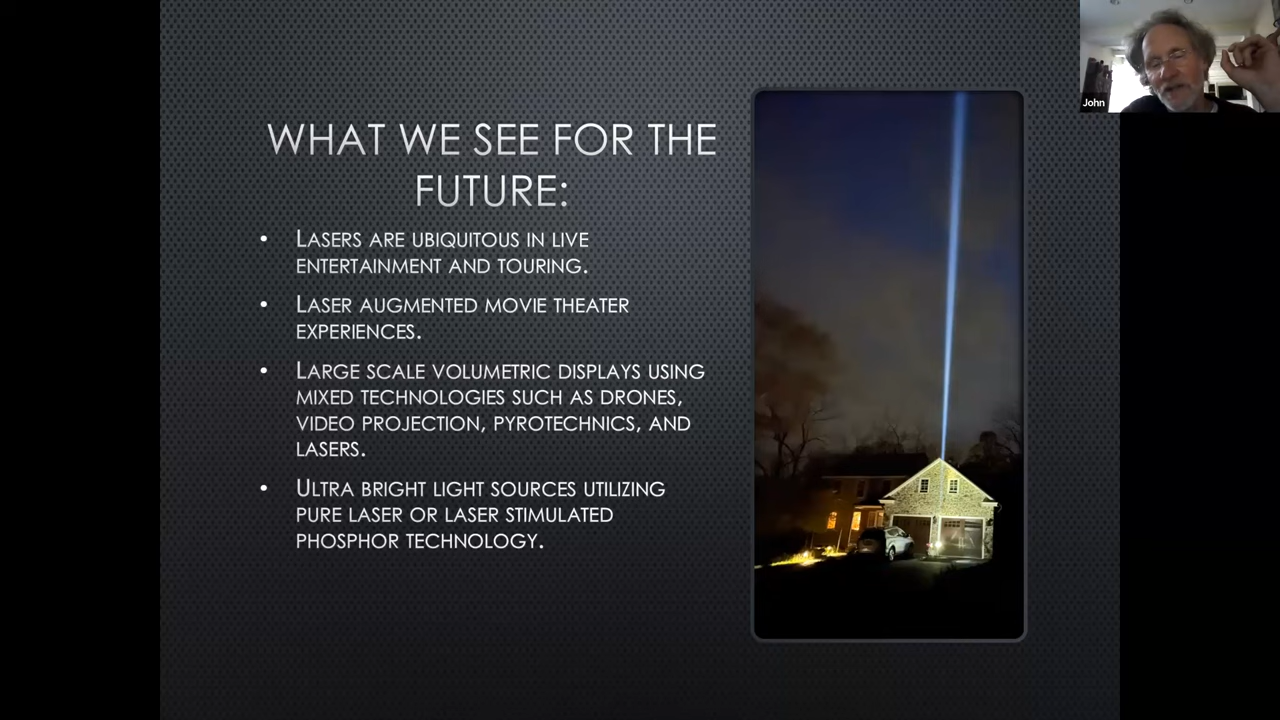 WHAT WE SEE FOR THE
FUTURE:
• LASERS ARE UBIQUITOUS IN LIVE
ENTERTAINMENT AND TOURING.
• LASER AUGMENTED MOVIE THEATER
EXPERIENCES.
• LARGE SCALE VOLUMETRIC DISPLAYS USING
MIXED TECHNOLOGIES SUCH AS DRONES,
VIDEO PROJECTION, PYROTECHNICS, AND
LASERS.
• ULTRA BRIGHT LIGHT SOURCES UTILIZING
PURE LASER OR LASER STIMULATED
PHOSPHOR TECHNOLOGY.
John